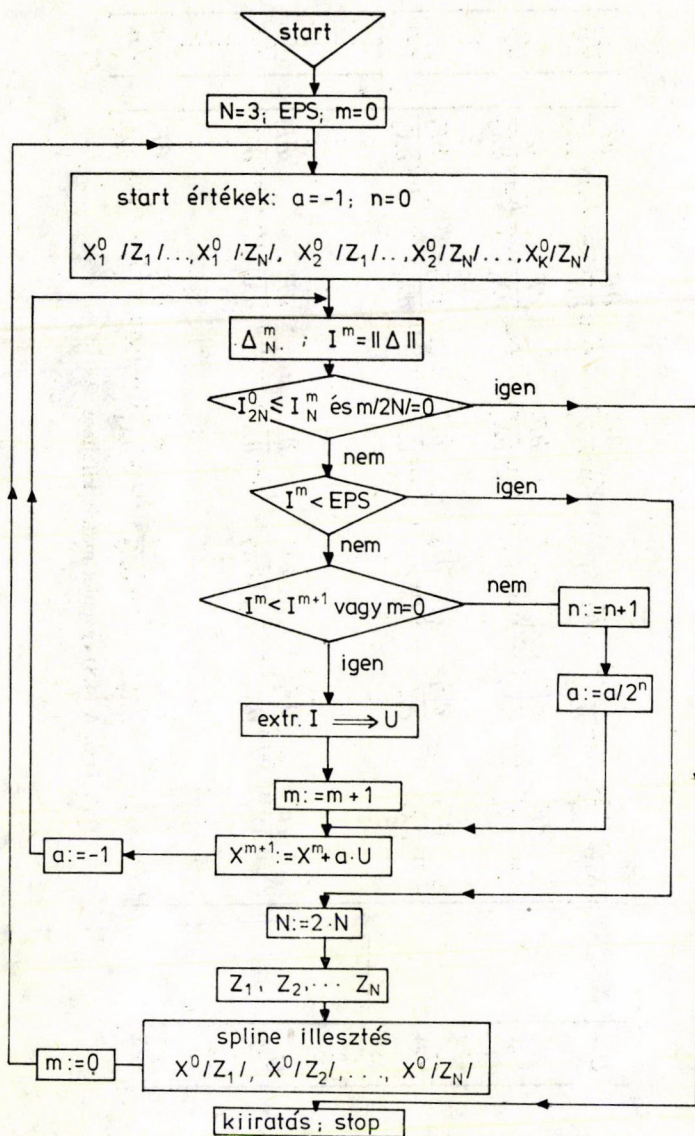 start
N=3; EPS; m=0
start értékek: a=-1; n=0
X₁⁰ /Z₁/..., X₁⁰ /Z_N/, X₂⁰ /Z₁/..., X₂⁰/Z_N/..., X_K⁰/Z_N/
Δ_N^m. ; I^m=‖Δ‖
I_2N^0 ≤ I_N^m és m/2N/=0
igen
nem
I^m < EPS
igen
nem
I^m < I^{m+1} vagy m=0
nem
n:=n+1
igen
a:=a/2ⁿ
extr. I ⟹ U
m:=m+1
a:=-1
X^{m+1}:=X^m+a·U
N:=2·N
Z₁, Z₂, ... Z_N
spline illesztés
m:=0
X⁰/Z₁/, X⁰/Z₂/, ..., X⁰/Z_N/
kiiratás; stop